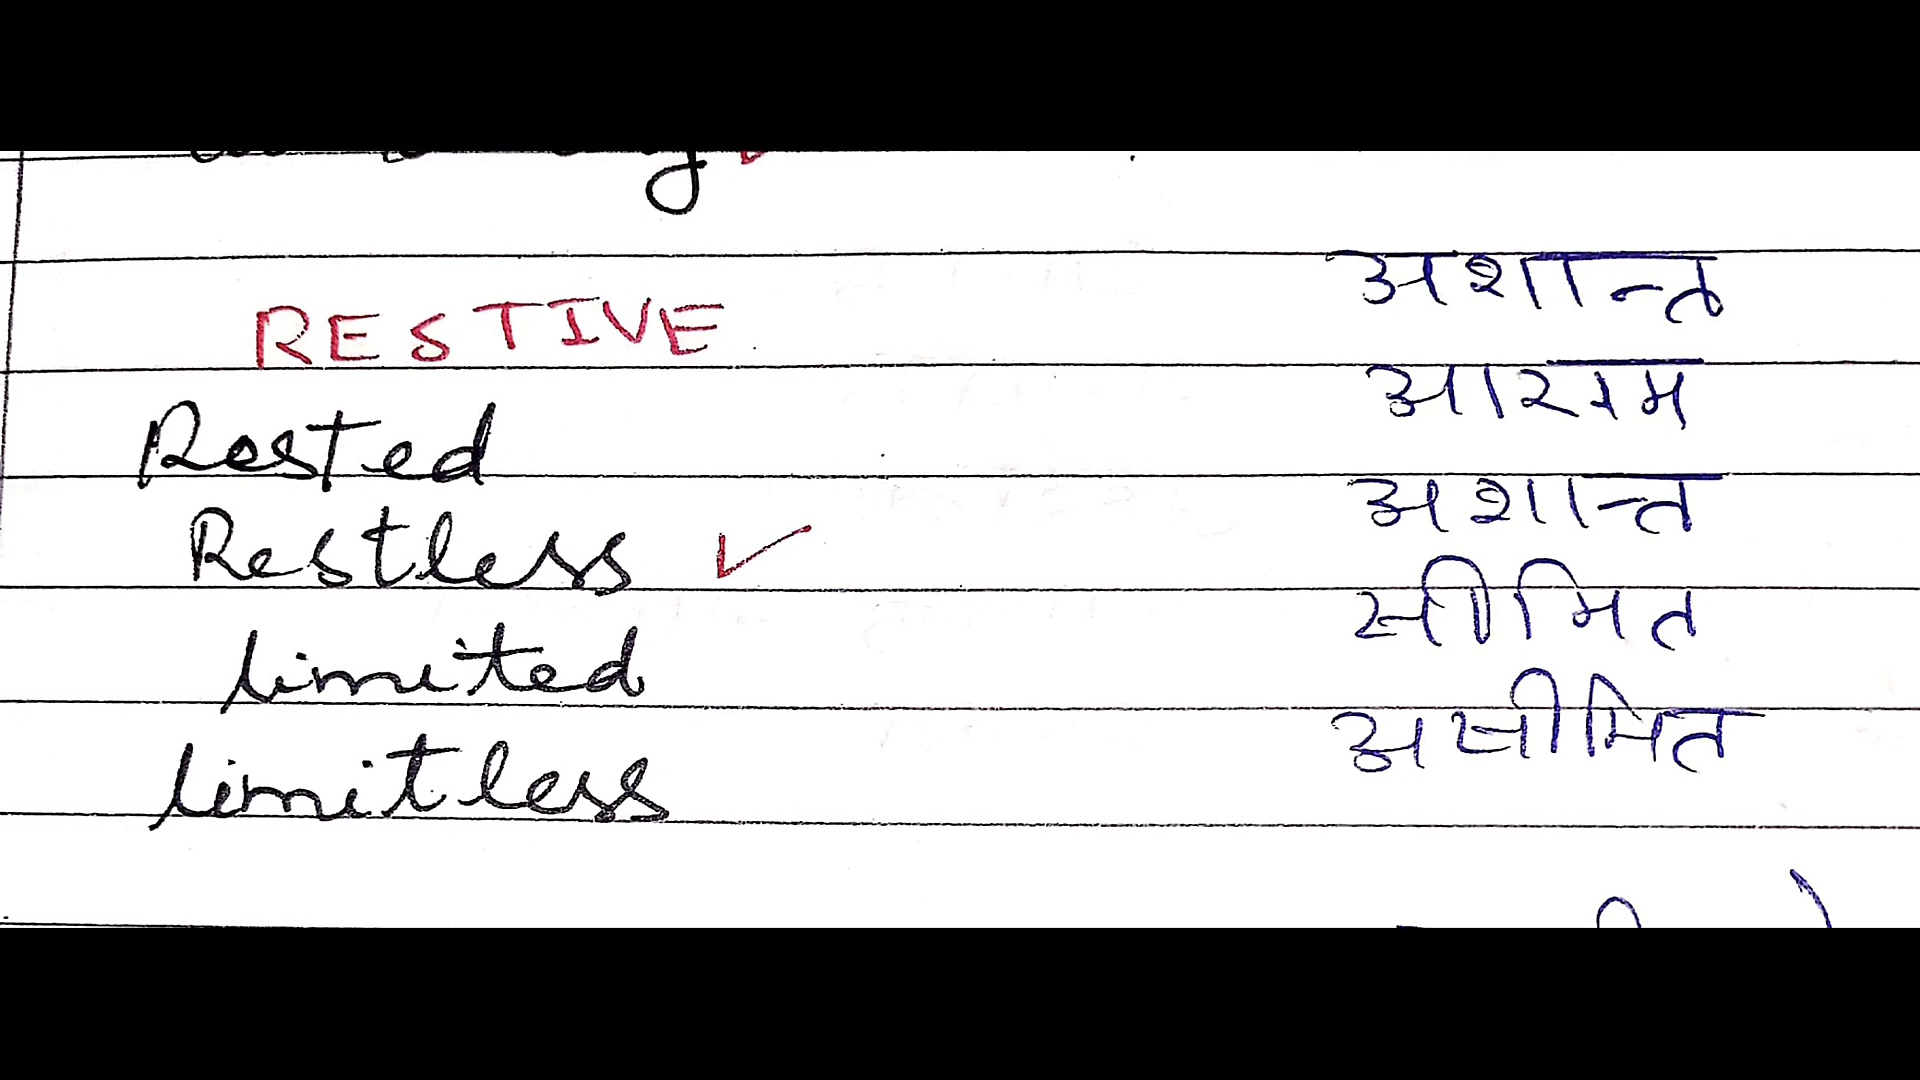 RESTIVE अशान्त
Rested आराम
Restless ✓ अशान्त
limited सीमित
limitless असीमित